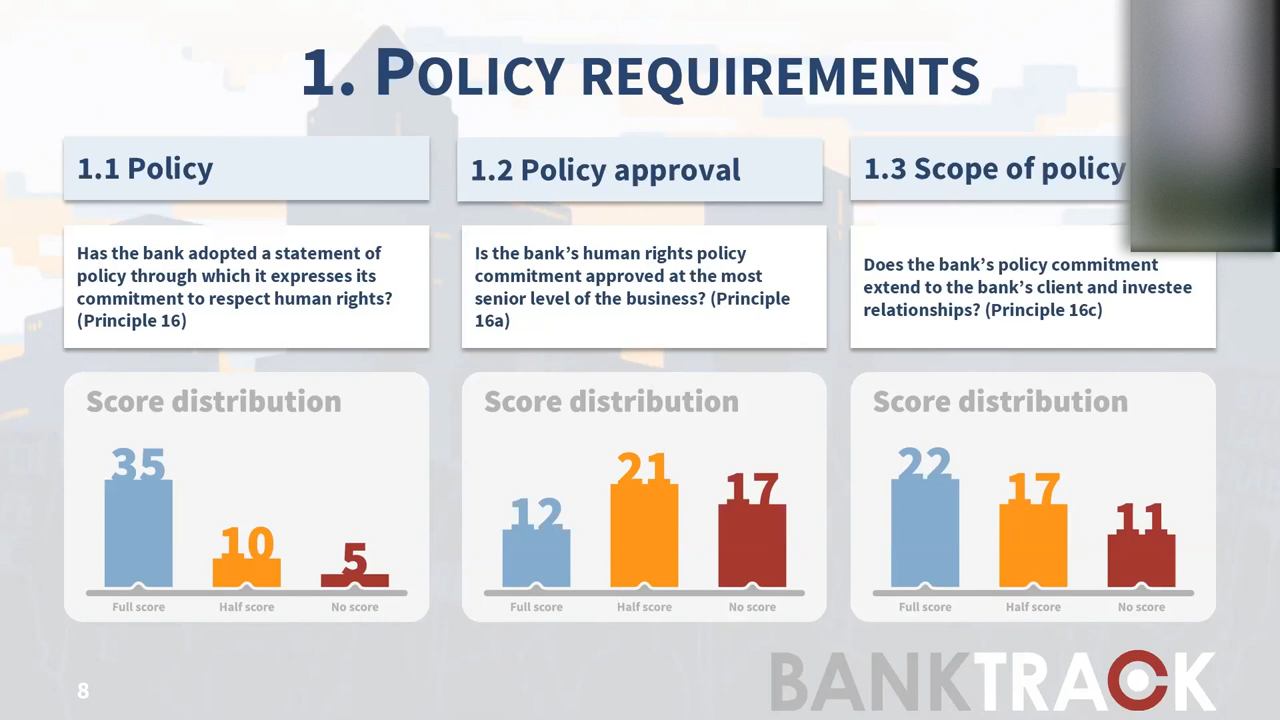 1. POLICY REQUIREMENTS
1.1 Policy
Has the bank adopted a statement of
policy through which it expresses its
commitment to respect human rights?
(Principle 16)
Score distribution
35
10
5
Full score
Half score
No score
1.2 Policy approval
Is the bank’s human rights policy
commitment approved at the most
senior level of the business? (Principle
16a)
Score distribution
12
21
17
Full score
Half score
No score
1.3 Scope of policy
Does the bank’s policy commitment
extend to the bank’s client and investee
relationships? (Principle 16c)
Score distribution
22
17
11
Full score
Half score
No score
8
BANKTRACK